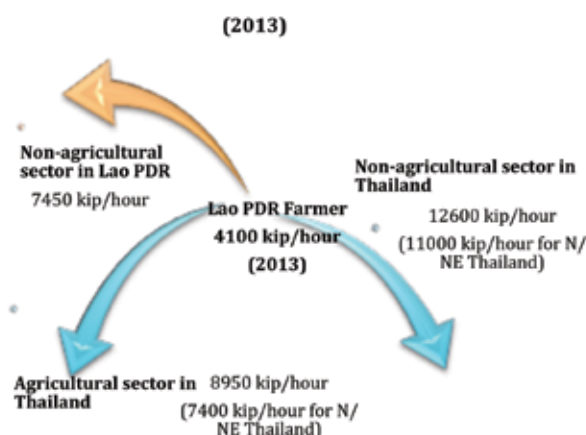 (2013)
Non-agricultural
sector in Lao PDR
7450 kip/hour
Non-agricultural sector in
Thailand
12600 kip/hour
(11000 kip/hour for N/
NE Thailand)
Lao PDR Farmer
4100 kip/hour
(2013)
Agricultural sector in
Thailand
8950 kip/hour
(7400 kip/hour for N/
NE Thailand)